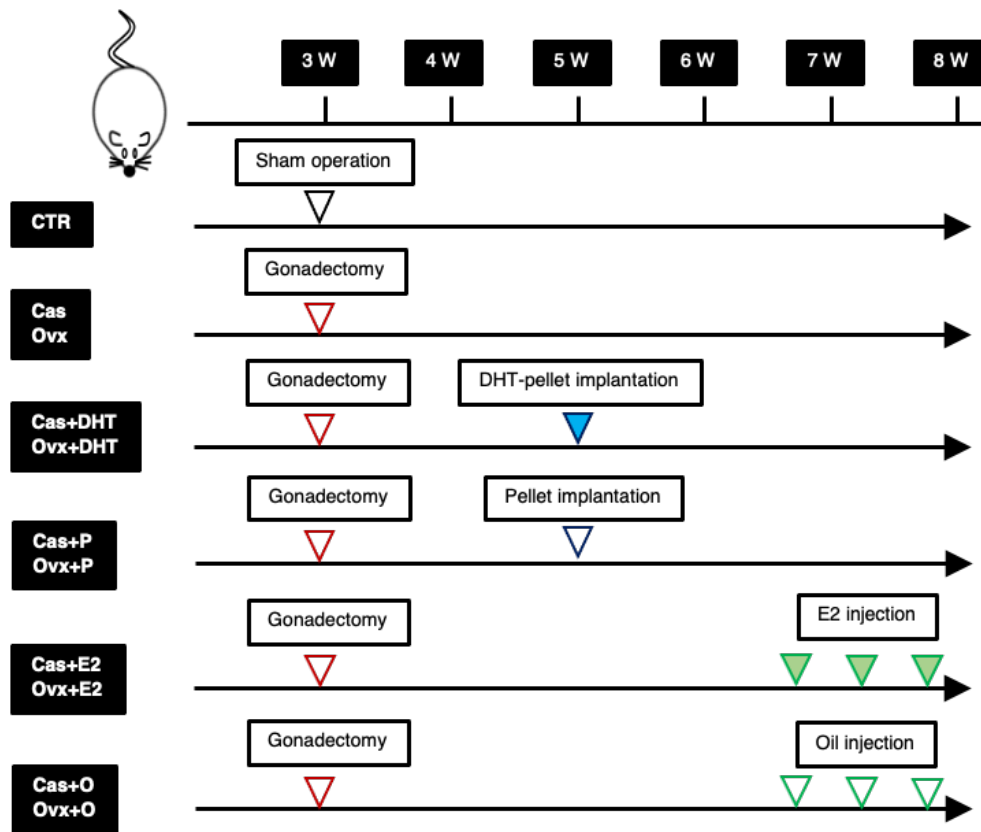 3 W 4 W 5 W 6 W 7 W 8 W
Sham operation
CTR
Gonadectomy
Cas
Ovx
Gonadectomy DHT-pellet implantation
Cas+DHT
Ovx+DHT
Gonadectomy Pellet implantation
Cas+P
Ovx+P
Gonadectomy E2 injection
Cas+E2
Ovx+E2
Gonadectomy Oil injection
Cas+O
Ovx+O